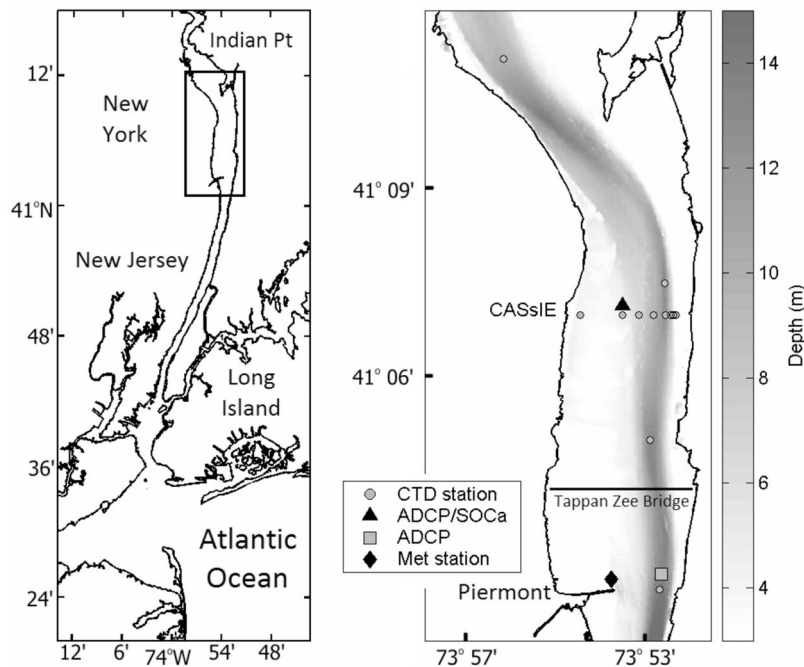 Indian Pt
12'
New
York
41°N
New Jersey
48'
Long
Island
36'
Atlantic
Ocean
24'
12' 6' 74°W 54' 48'
41° 09'
CASsIE
41° 06'
CTD station
ADCP/SOCa
ADCP
Met station
Tappan Zee Bridge
Piermont
73°57' 73°53'
14
12
10
8
6
4
Depth (m)